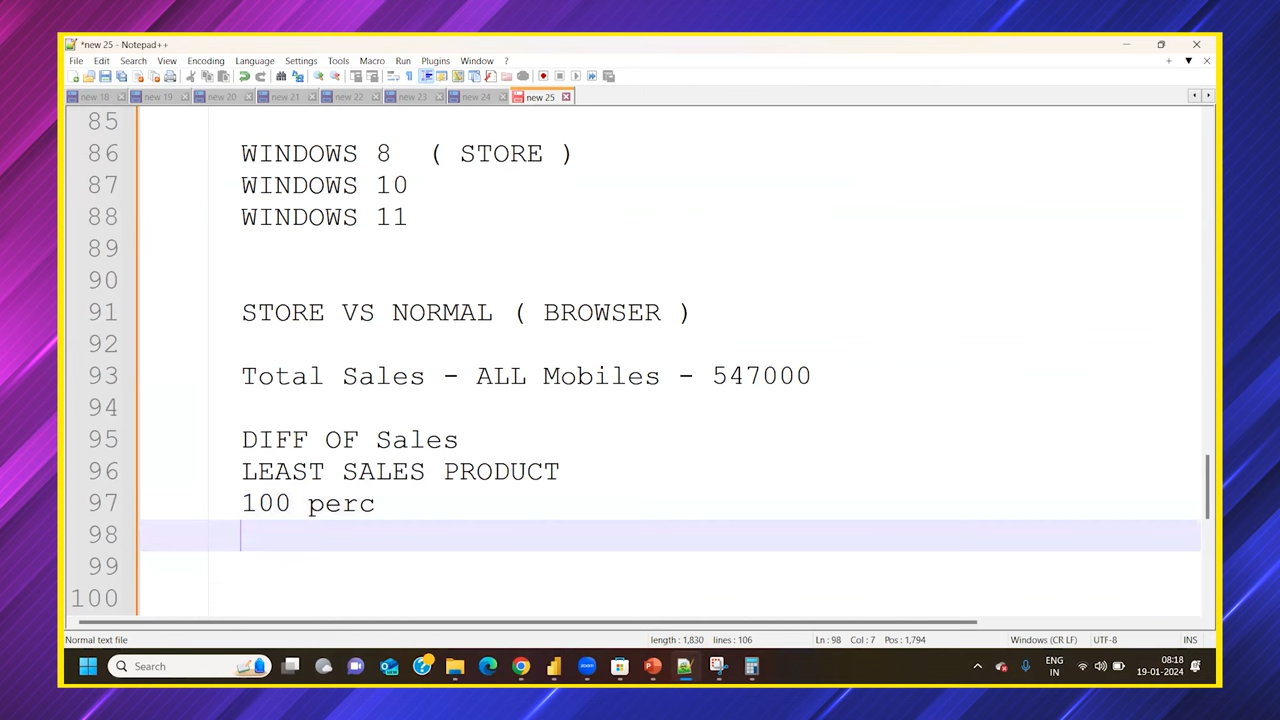 *new 25 - Notepad++
File Edit Search View Encoding Language Settings Tools Macro Run Plugins Window ?
new 18 new 19 new 20 new 21 new 22 new 23 new 24 new 25
85
86 WINDOWS 8 ( STORE )
87 WINDOWS 10
88 WINDOWS 11
89
90
91 STORE VS NORMAL ( BROWSER )
92
93 Total Sales - ALL Mobiles - 547000
94
95 DIFF OF Sales
96 LEAST SALES PRODUCT
97 100 perc
98
99
100
Normal text file length : 1,830 lines : 106 Ln : 98 Col : 7 Pos : 1,794 Windows (CR LF) UTF-8 INS
Search ENG 08:18
IN 19-01-2024